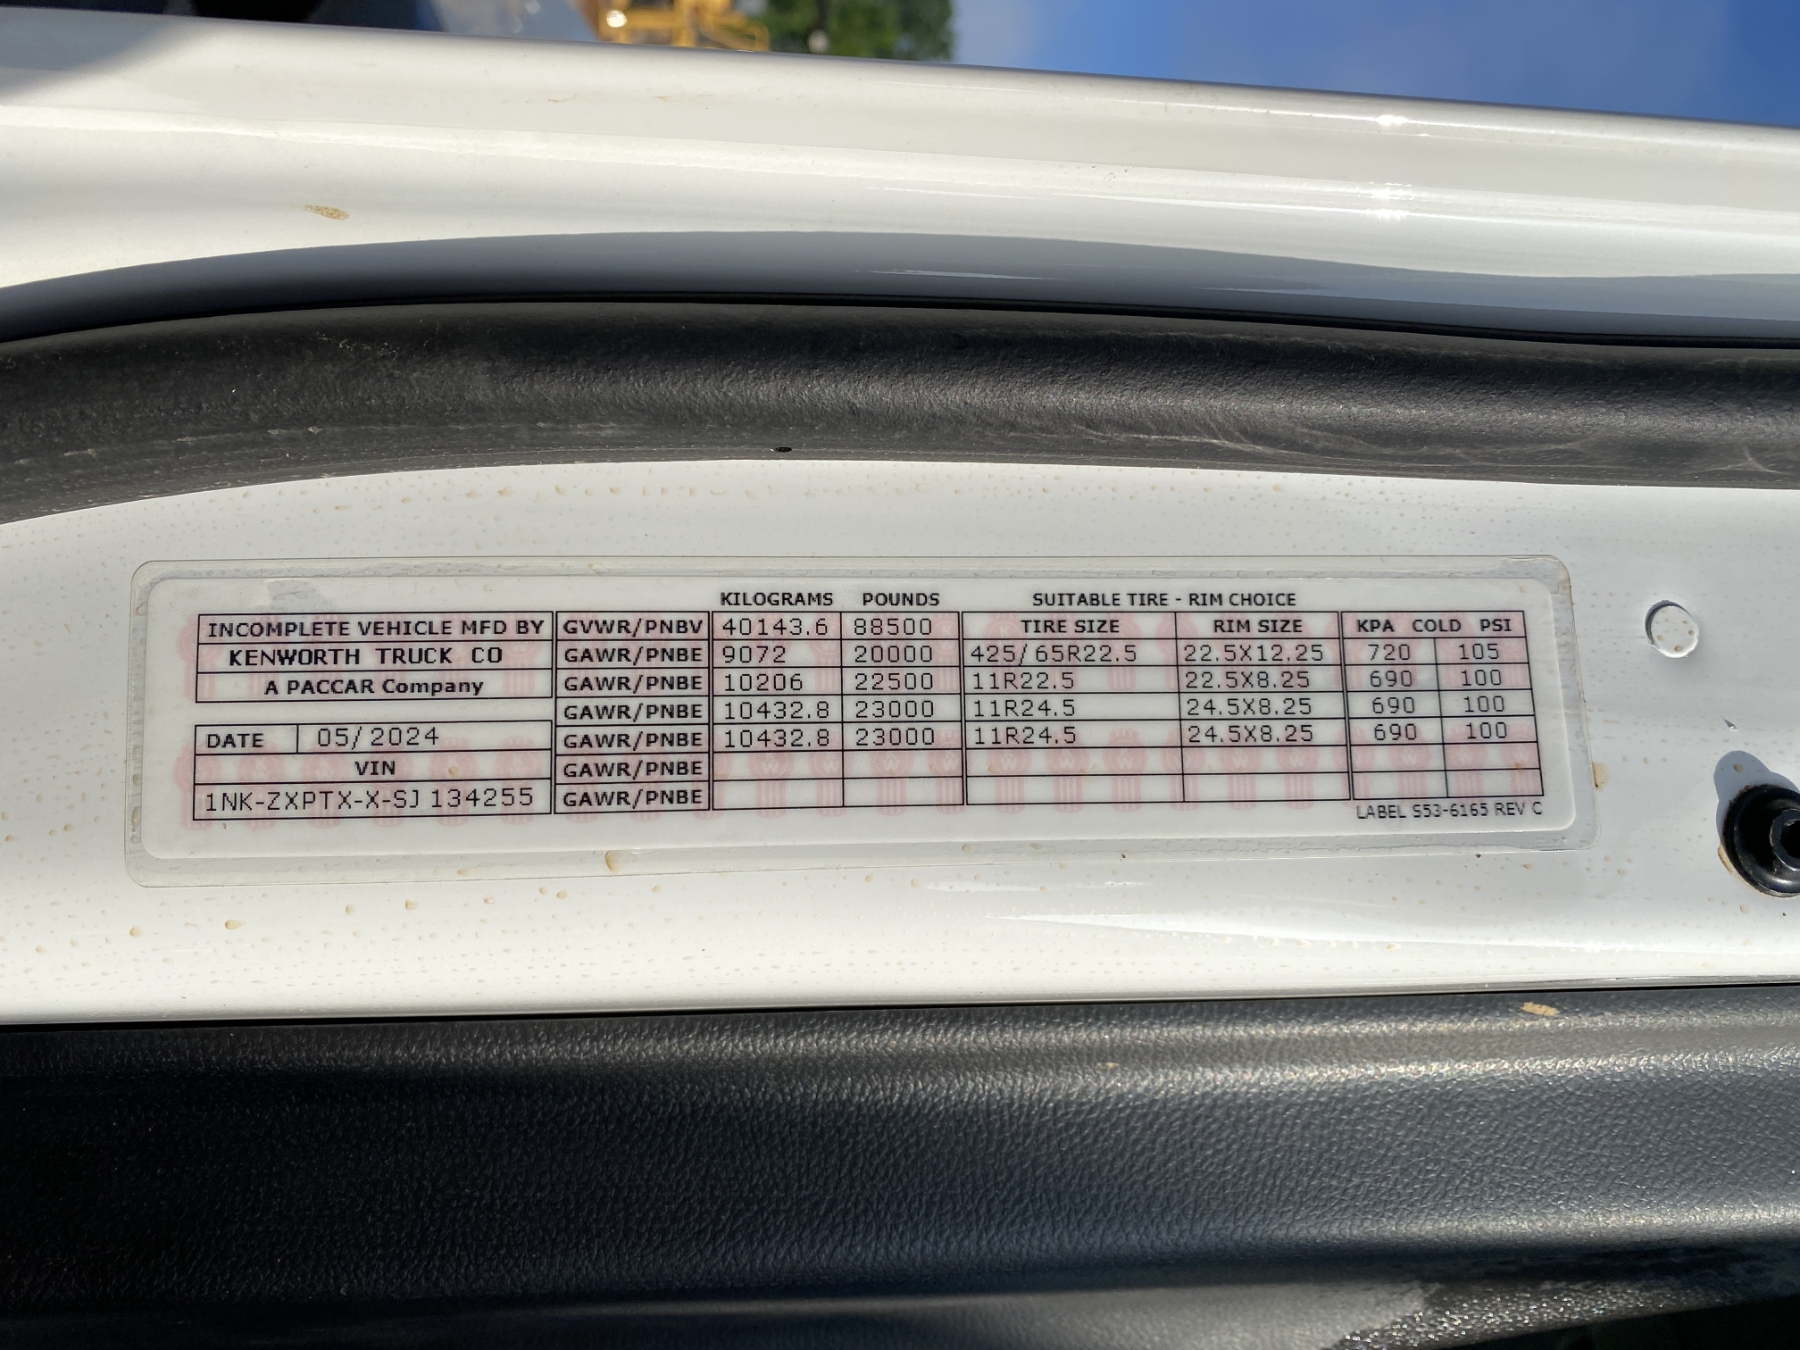 KILOGRAMS POUNDS SUITABLE TIRE - RIM CHOICE
INCOMPLETE VEHICLE MFD BY GVWR/PNBV 40143.6 88500 TIRE SIZE RIM SIZE KPA COLD PSI
KENWORTH TRUCK CO GAWR/PNBE 9072 20000 425/65R22.5 22.5X12.25 720 105
A PACCAR Company GAWR/PNBE 10206 22500 11R22.5 22.5X8.25 690 100
GAWR/PNBE 10432.8 23000 11R24.5 24.5X8.25 690 100
DATE 05/2024 GAWR/PNBE 10432.8 23000 11R24.5 24.5X8.25 690 100
VIN GAWR/PNBE
1NK-ZXPTX-X-SJ134255 GAWR/PNBE
LABEL S53-6165 REV C